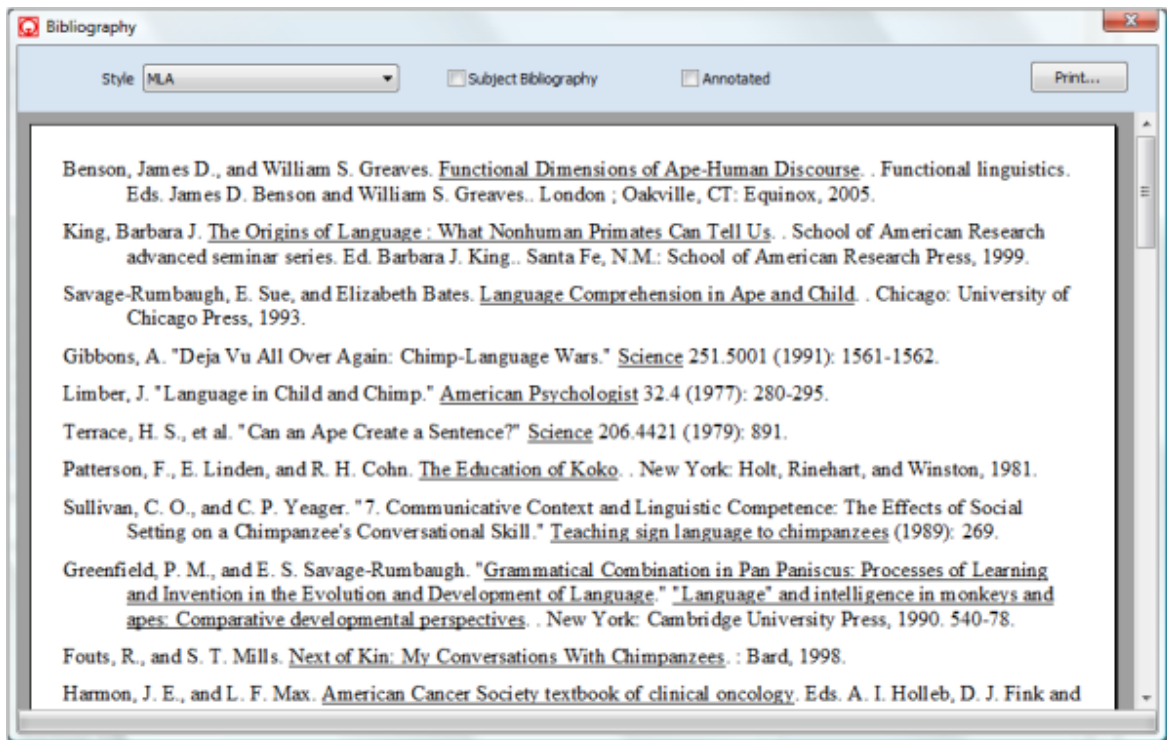 Bibliography
Style MLA Subject Bibliography Annotated Print...
Benson, James D., and William S. Greaves. Functional Dimensions of Ape-Human Discourse. . Functional linguistics.
Eds. James D. Benson and William S. Greaves.. London ; Oakville, CT: Equinox, 2005.
King, Barbara J. The Origins of Language : What Nonhuman Primates Can Tell Us. . School of American Research
advanced seminar series. Ed. Barbara J. King.. Santa Fe, N.M.: School of American Research Press, 1999.
Savage-Rumbaugh, E. Sue, and Elizabeth Bates. Language Comprehension in Ape and Child. . Chicago: University of
Chicago Press, 1993.
Gibbons, A. "Deja Vu All Over Again: Chimp-Language Wars." Science 251.5001 (1991): 1561-1562.
Limber, J. "Language in Child and Chimp." American Psychologist 32.4 (1977): 280-295.
Terrace, H. S., et al. "Can an Ape Create a Sentence?" Science 206.4421 (1979): 891.
Patterson, F., E. Linden, and R. H. Cohn. The Education of Koko. . New York: Holt, Rinehart, and Winston, 1981.
Sullivan, C. O., and C. P. Yeager. "7. Communicative Context and Linguistic Competence: The Effects of Social
Setting on a Chimpanzee's Conversational Skill." Teaching sign language to chimpanzees (1989): 269.
Greenfield, P. M., and E. S. Savage-Rumbaugh. "Grammatical Combination in Pan Paniscus: Processes of Learning
and Invention in the Evolution and Development of Language." "Language" and intelligence in monkeys and
apes: Comparative developmental perspectives. . New York: Cambridge University Press, 1990. 540-78.
Fouts, R., and S. T. Mills. Next of Kin: My Conversations With Chimpanzees. : Bard, 1998.
Harmon, J. E., and L. F. Max. American Cancer Society textbook of clinical oncology. Eds. A. I. Holleb, D. J. Fink and